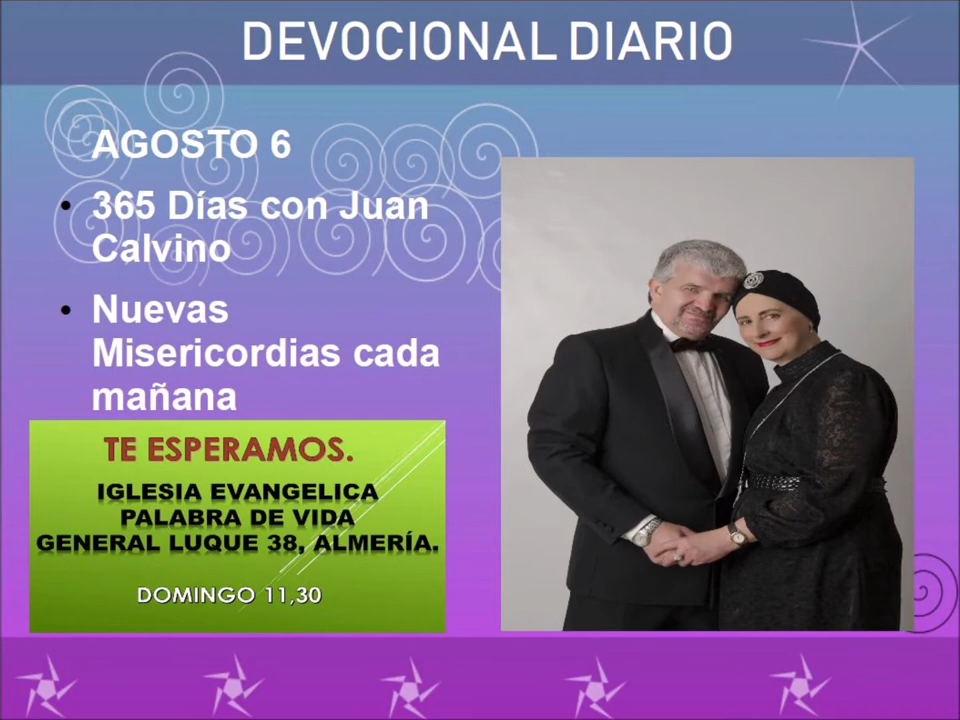 DEVOCIONAL DIARIO
AGOSTO 6
• 365 Días con Juan
Calvino
• Nuevas
Misericordias cada
mañana
TE ESPERAMOS.
IGLESIA EVANGELICA
PALABRA DE VIDA
GENERAL LUQUE 38, ALMERÍA.
DOMINGO 11,30